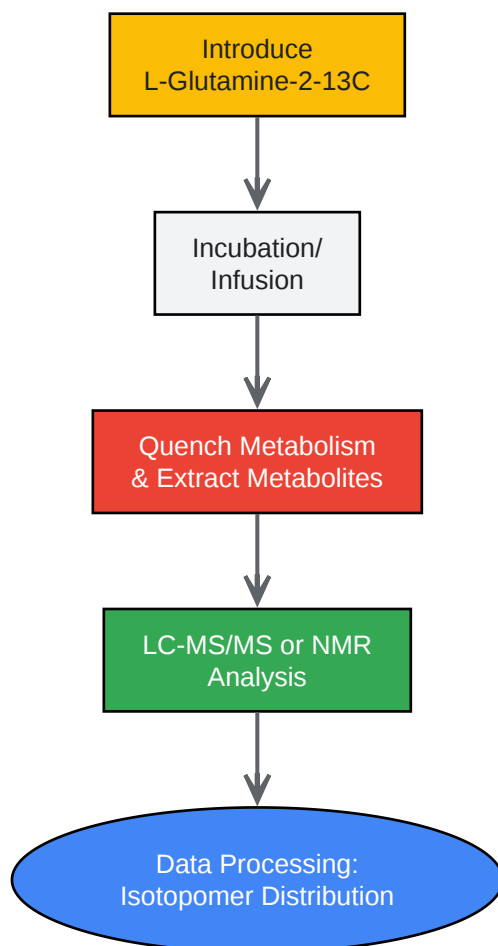 Introduce
L-Glutamine-2-13C
Incubation/
Infusion
Quench Metabolism
& Extract Metabolites
LC-MS/MS or NMR
Analysis
Data Processing:
Isotopomer Distribution